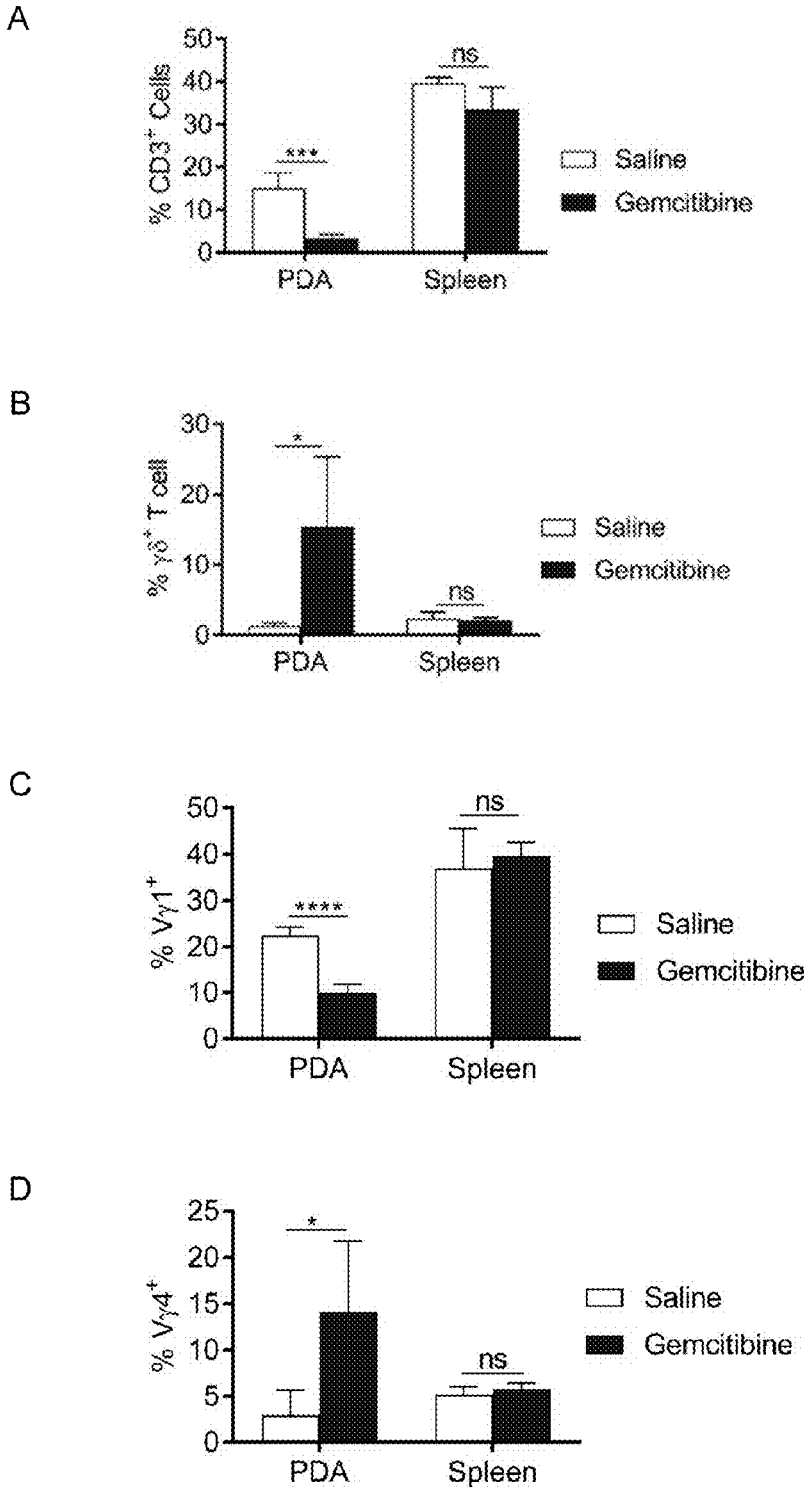 A
% CD3+ Cells
50
40
30
20
10
0
***
ns
PDA
Spleen
Saline
Gemcitibine
B
% γδ+ T cell
30
20
10
0
*
ns
PDA
Spleen
Saline
Gemcitibine
C
% Vγ1+
50
40
30
20
10
0
****
ns
PDA
Spleen
Saline
Gemcitibine
D
% Vγ4+
25
20
15
10
5
0
*
ns
PDA
Spleen
Saline
Gemcitibine